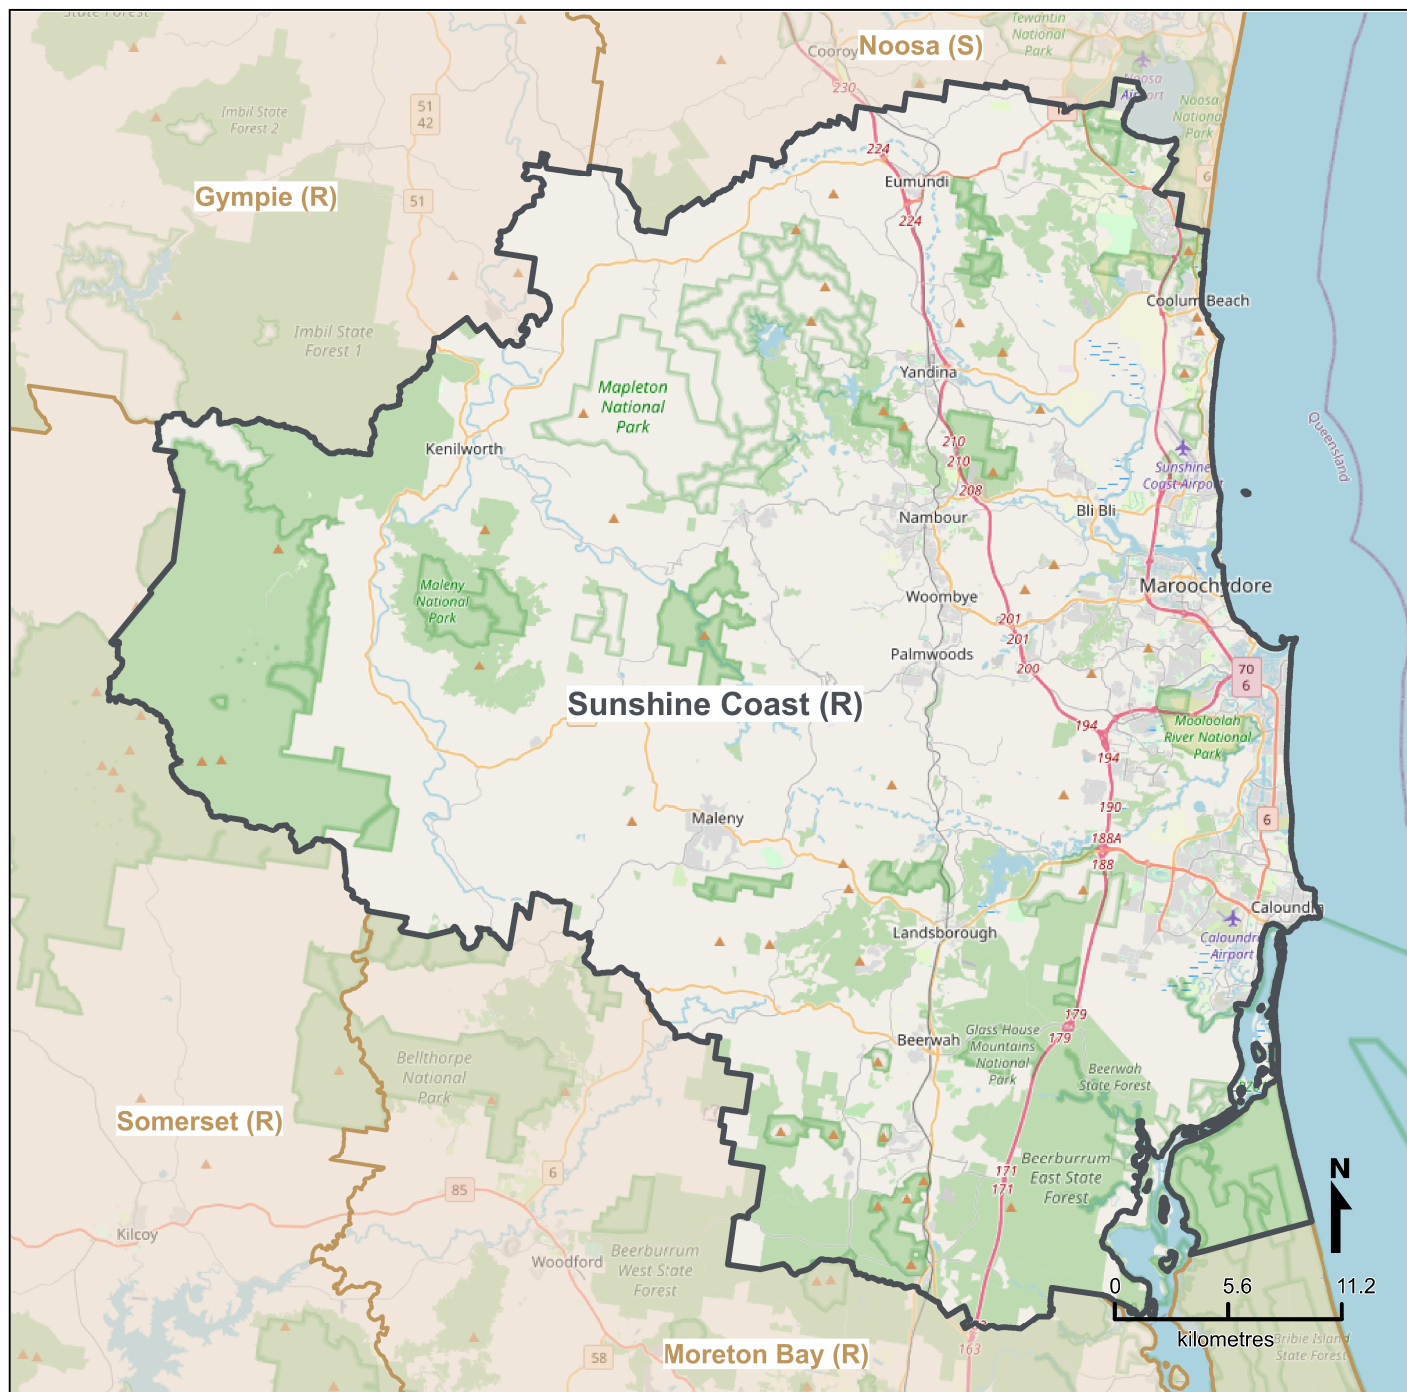 State Forest
Tewantin
National
Park
Cooroy
Noosa (S)
230
Noosa
Airport
Noosa
National
Park
51
42
Imbil State
Forest 2
224
Eumundi
6
Gympie (R)
51
224
Coolum Beach
Imbil State
Forest 1
Yandina
Mapleton
National
Park
Queensland
Kenilworth
210
210
Sunshine
Coast Airport
208
Nambour
Bli Bli
Maleny
National
Park
Maroochydore
Woombye
201
201
Palmwoods
200
70
6
Sunshine Coast (R)
194
Mooloolah
River National
Park
194
190
Maleny
6
188A
188
Caloundra
Landsborough
Caloundra
Airport
179
179
Glass House
Mountains
National
Park
Beerwah
Bellthorpe
National
Park
Beerwah
State Forest
Somerset (R)
6
Beerburrum
East State
Forest
171
171
N
85
Kilcoy
Woodford
Beerburrum
West State
Forest
0 5.6 11.2
kilometres
163
58
Moreton Bay (R)
Bribie Island
State Forest